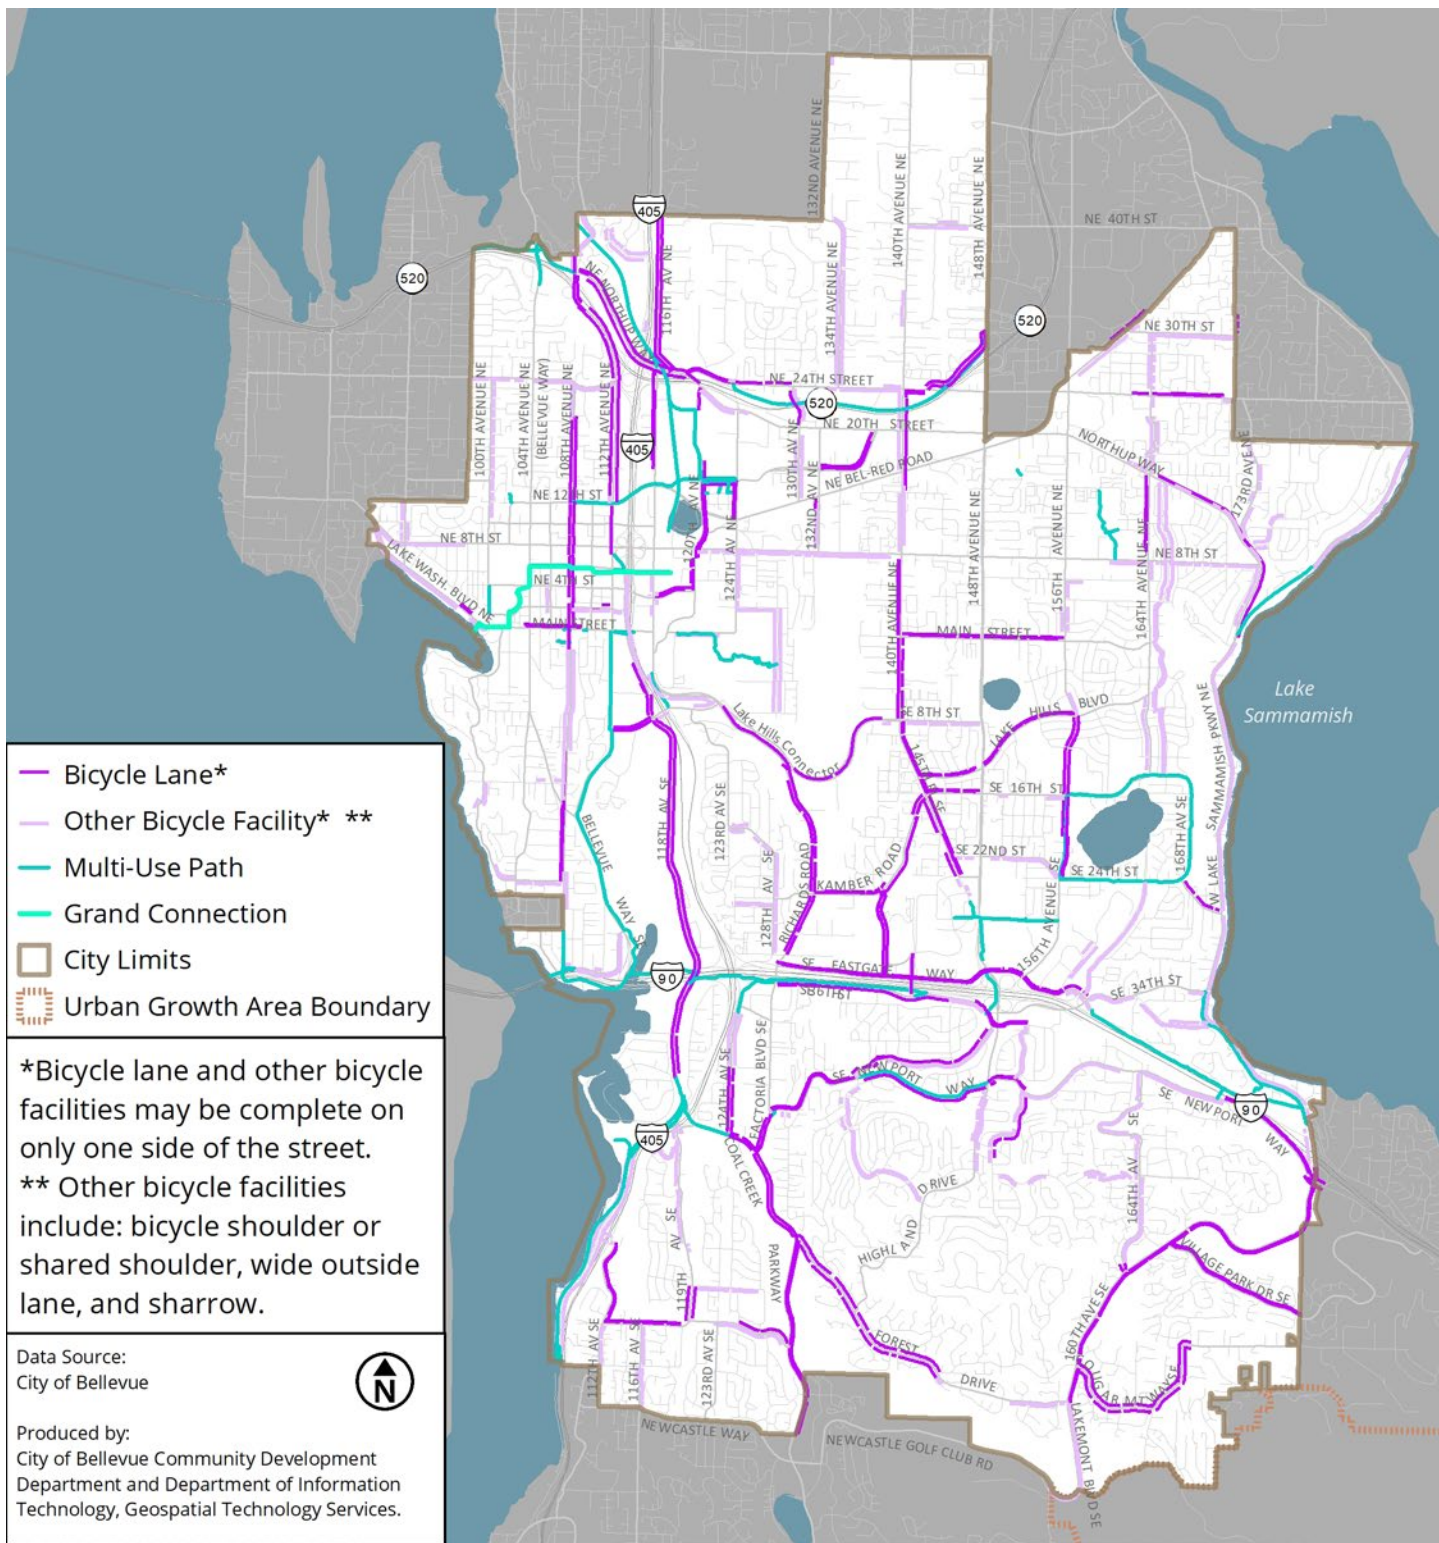 132ND AVENUE NE
140TH AVENUE NE
148TH AVENUE NE
405
NE 40TH ST
520
NE NORTHUP WAY
116TH AV NE
134TH AVENUE NE
520
NE 30TH ST
100TH AVENUE NE
104TH AVENUE NE
(BELLEVUE WAY)
108TH AVENUE NE
112TH AVENUE NE
NE 24TH STREET
520
NE 20TH STREET
405
130TH AV NE
132ND AV NE
NE BEL-RED ROAD
NORTHUP WAY
173RD AVE NE
NE 12TH ST
120TH AV NE
124TH AV NE
148TH AVENUE NE
156TH AVENUE NE
164TH AVENUE NE
NE 8TH ST
NE 8TH ST
LAKE WASH. BLVD NE
NE 4TH ST
MAIN STREET
140TH AVENUE NE
MAIN STREET
Lake
Sammamish
W LAKE SAMMAMISH PKWY NE
Lake Hills Connector
SE 8TH ST
LAKE HILLS BLVD
145TH PL SE
SE 16TH ST
118TH AV SE
123RD AV SE
BELLEVUE WAY SE
128TH AV SE
RICHARDS ROAD
KAMBER ROAD
SE 22ND ST
SE 24TH ST
168TH AV SE
156TH AVENUE SE
SE EASTGATE WAY
90
SE 36TH ST
SE 34TH ST
124TH AV SE
FACTORIA BLVD SE
SE NEWPORT WAY
SE NEWPORT WAY
90
405
COAL CREEK PARKWAY
HIGHLAND DRIVE
164TH AV SE
119TH AV SE
VILLAGE PARK DR SE
160TH AVE SE
FOREST DRIVE
COUGAR MT WAY SE
112TH AV SE
116TH AV SE
123RD AV SE
LAKEMONT BLVD SE
NEWCASTLE WAY
NEWCASTLE GOLF CLUB RD
Bicycle Lane*
Other Bicycle Facility* **
Multi-Use Path
Grand Connection
City Limits
Urban Growth Area Boundary
*Bicycle lane and other bicycle
facilities may be complete on
only one side of the street.
** Other bicycle facilities
include: bicycle shoulder or
shared shoulder, wide outside
lane, and sharrow.
Data Source:
City of Bellevue
N
Produced by:
City of Bellevue Community Development
Department and Department of Information
Technology, Geospatial Technology Services.